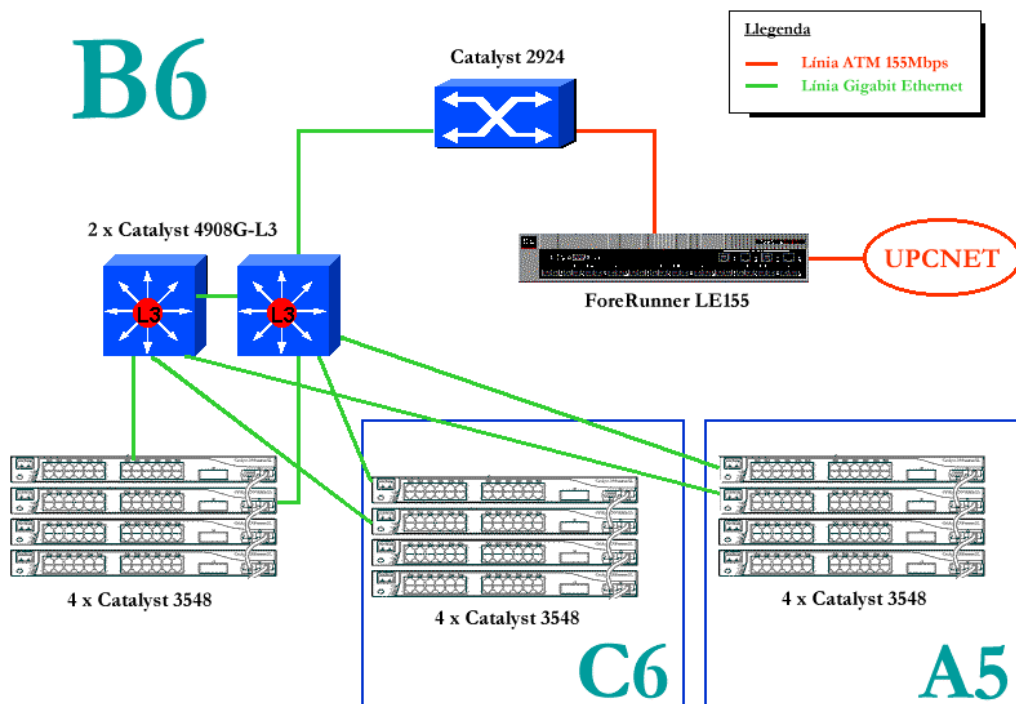 B6
Catalyst 2924
Llegenda
Línia ATM 155Mbps
Línia Gigabit Ethernet
2 x Catalyst 4908G-L3
L3
L3
UPCNET
ForeRunner LE155
4 x Catalyst 3548
4 x Catalyst 3548
4 x Catalyst 3548
C6
A5